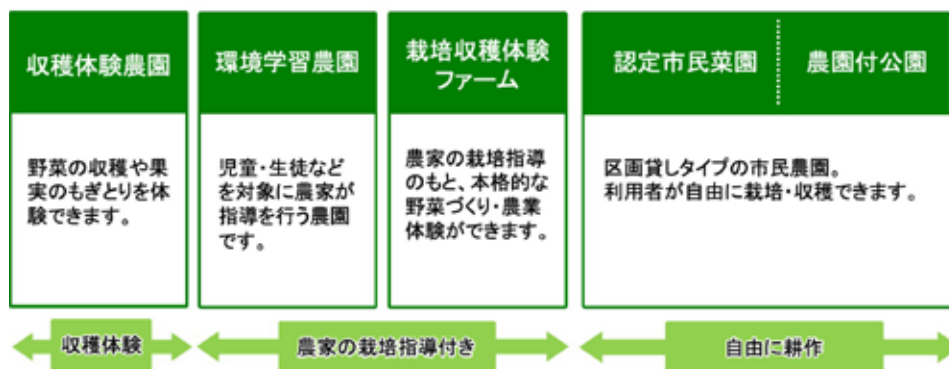 収穫体験農園
野菜の収穫や果
実のもぎとりを体
験できます。
環境学習農園
児童・生徒など
を対象に農家が
指導を行う農園
です。
栽培収穫体験
ファーム
農家の栽培指導
のもと、本格的な
野菜づくり・農業
体験ができます。
認定市民菜園
農園付公園
区画貸しタイプの市民農園。
利用者が自由に栽培・収穫できます。
収穫体験
農家の栽培指導付き
自由に耕作